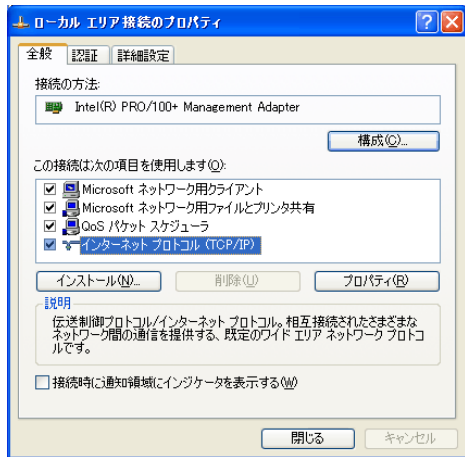 ローカル エリア接続のプロパティ
全般 認証 詳細設定
接続の方法:
Intel(R) PRO/100+ Management Adapter
構成(C)...
この接続は次の項目を使用します(O):
Microsoft ネットワーク用クライアント
Microsoft ネットワーク用ファイルとプリンタ共有
QoS パケット スケジューラ
インターネット プロトコル (TCP/IP)
インストール(N)... 削除(U) プロパティ(R)
説明
伝送制御プロトコル/インターネット プロトコル。相互接続されたさまざまな
ネットワーク間の通信を提供する、既定のワイド エリア ネットワーク プロトコ
ルです。
接続時に通知領域にインジケータを表示する(W)
閉じる キャンセル